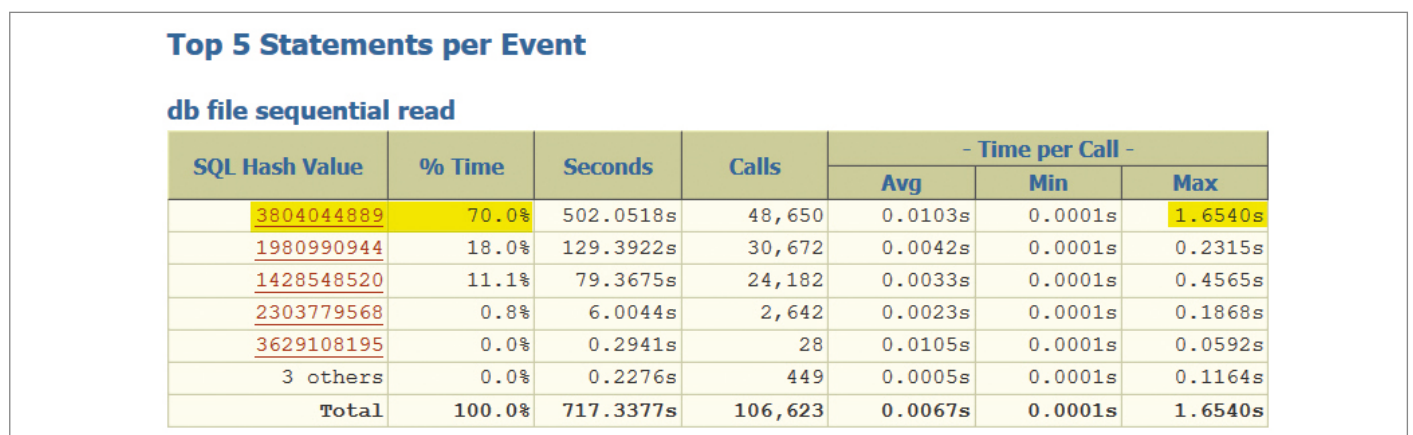 Top 5 Statements per Event
db file sequential read
SQL Hash Value % Time Seconds Calls - Time per Call -
Avg Min Max
3804044889 70.0% 502.0518s 48,650 0.0103s 0.0001s 1.6540s
1980990944 18.0% 129.3922s 30,672 0.0042s 0.0001s 0.2315s
1428548520 11.1% 79.3675s 24,182 0.0033s 0.0001s 0.4565s
2303779568 0.8% 6.0044s 2,642 0.0023s 0.0001s 0.1868s
3629108195 0.0% 0.2941s 28 0.0105s 0.0001s 0.0592s
3 others 0.0% 0.2276s 449 0.0005s 0.0001s 0.1164s
Total 100.0% 717.3377s 106,623 0.0067s 0.0001s 1.6540s